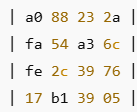 | a0 88 23 2a |
| fa 54 a3 6c |
| fe 2c 39 76 |
| 17 b1 39 05 |